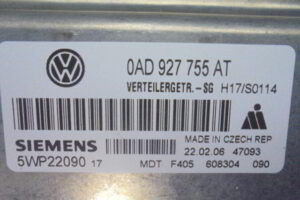 0AD 927 755 AT
VERTEILERGETR. -SG H17/S0114
SIEMENS
MADE IN CZECH REP
5WP22090 17
22.02.06 47093
MDT F405 608304 090